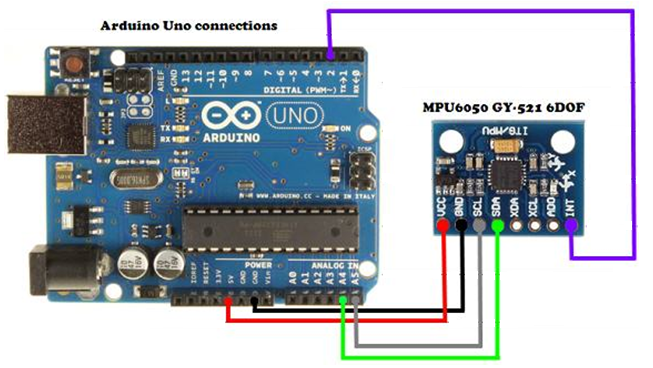 Arduino Uno connections
MPU6050 GY-521 6DOF
AREF
GND
13
12
~11
~10
~9
8
7
~6
~5
4
~3
2
TX→1
RX←0
DIGITAL (PWM~)
L
TX
RX
UNO
ARDUINO
ON
ICSP
WWW.ARDUINO.CC - MADE IN ITALY
IOREF
RESET
3.3V
5V
GND
GND
Vin
POWER
ANALOG IN
A0
A1
A2
A3
A4
A5
ITG/MPU
VCC
GND
SCL
SDA
XDA
XCL
ADO
INT